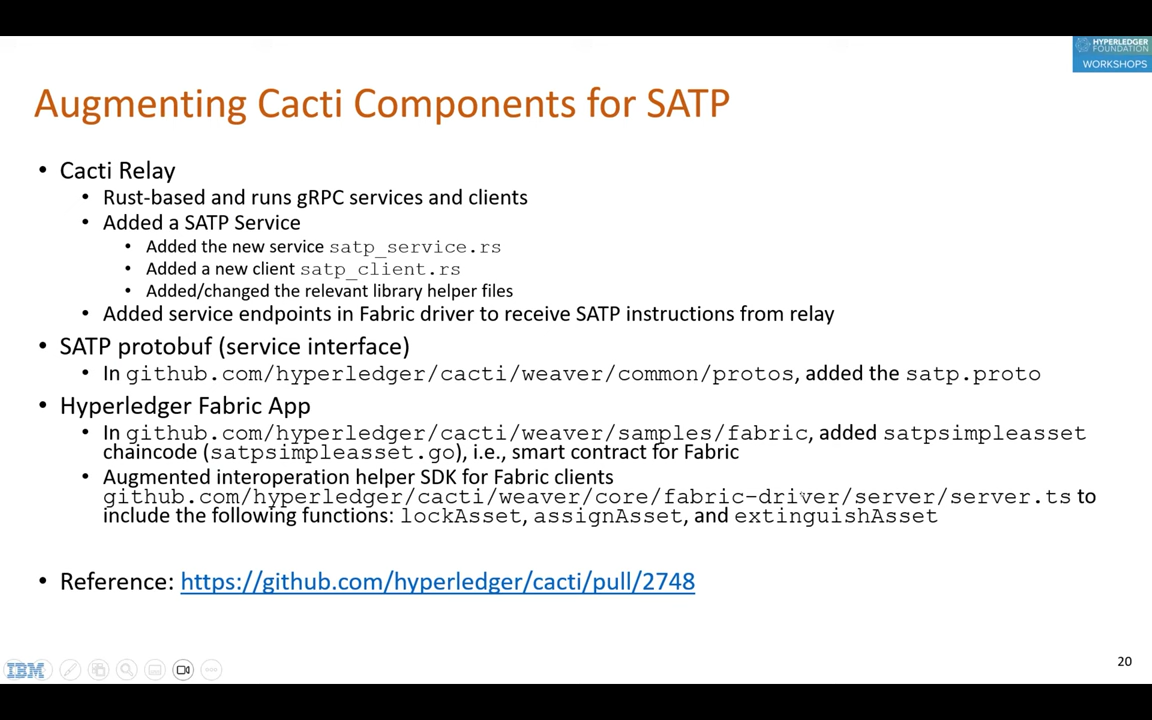 HYPERLEDGER
FOUNDATION
WORKSHOPS
Augmenting Cacti Components for SATP
• Cacti Relay
• Rust-based and runs gRPC services and clients
• Added a SATP Service
• Added the new service satp_service.rs
• Added a new client satp_client.rs
• Added/changed the relevant library helper files
• Added service endpoints in Fabric driver to receive SATP instructions from relay
• SATP protobuf (service interface)
• In github.com/hyperledger/cacti/weaver/common/protos, added the satp.proto
• Hyperledger Fabric App
• In github.com/hyperledger/cacti/weaver/samples/fabric, added satpsimpleasset
chaincode (satpsimpleasset.go), i.e., smart contract for Fabric
• Augmented interoperation helper SDK for Fabric clients
github.com/hyperledger/cacti/weaver/core/fabric-driver/server/server.ts to
include the following functions: lockAsset, assignAsset, and extinguishAsset
• Reference: https://github.com/hyperledger/cacti/pull/2748
IBM
20